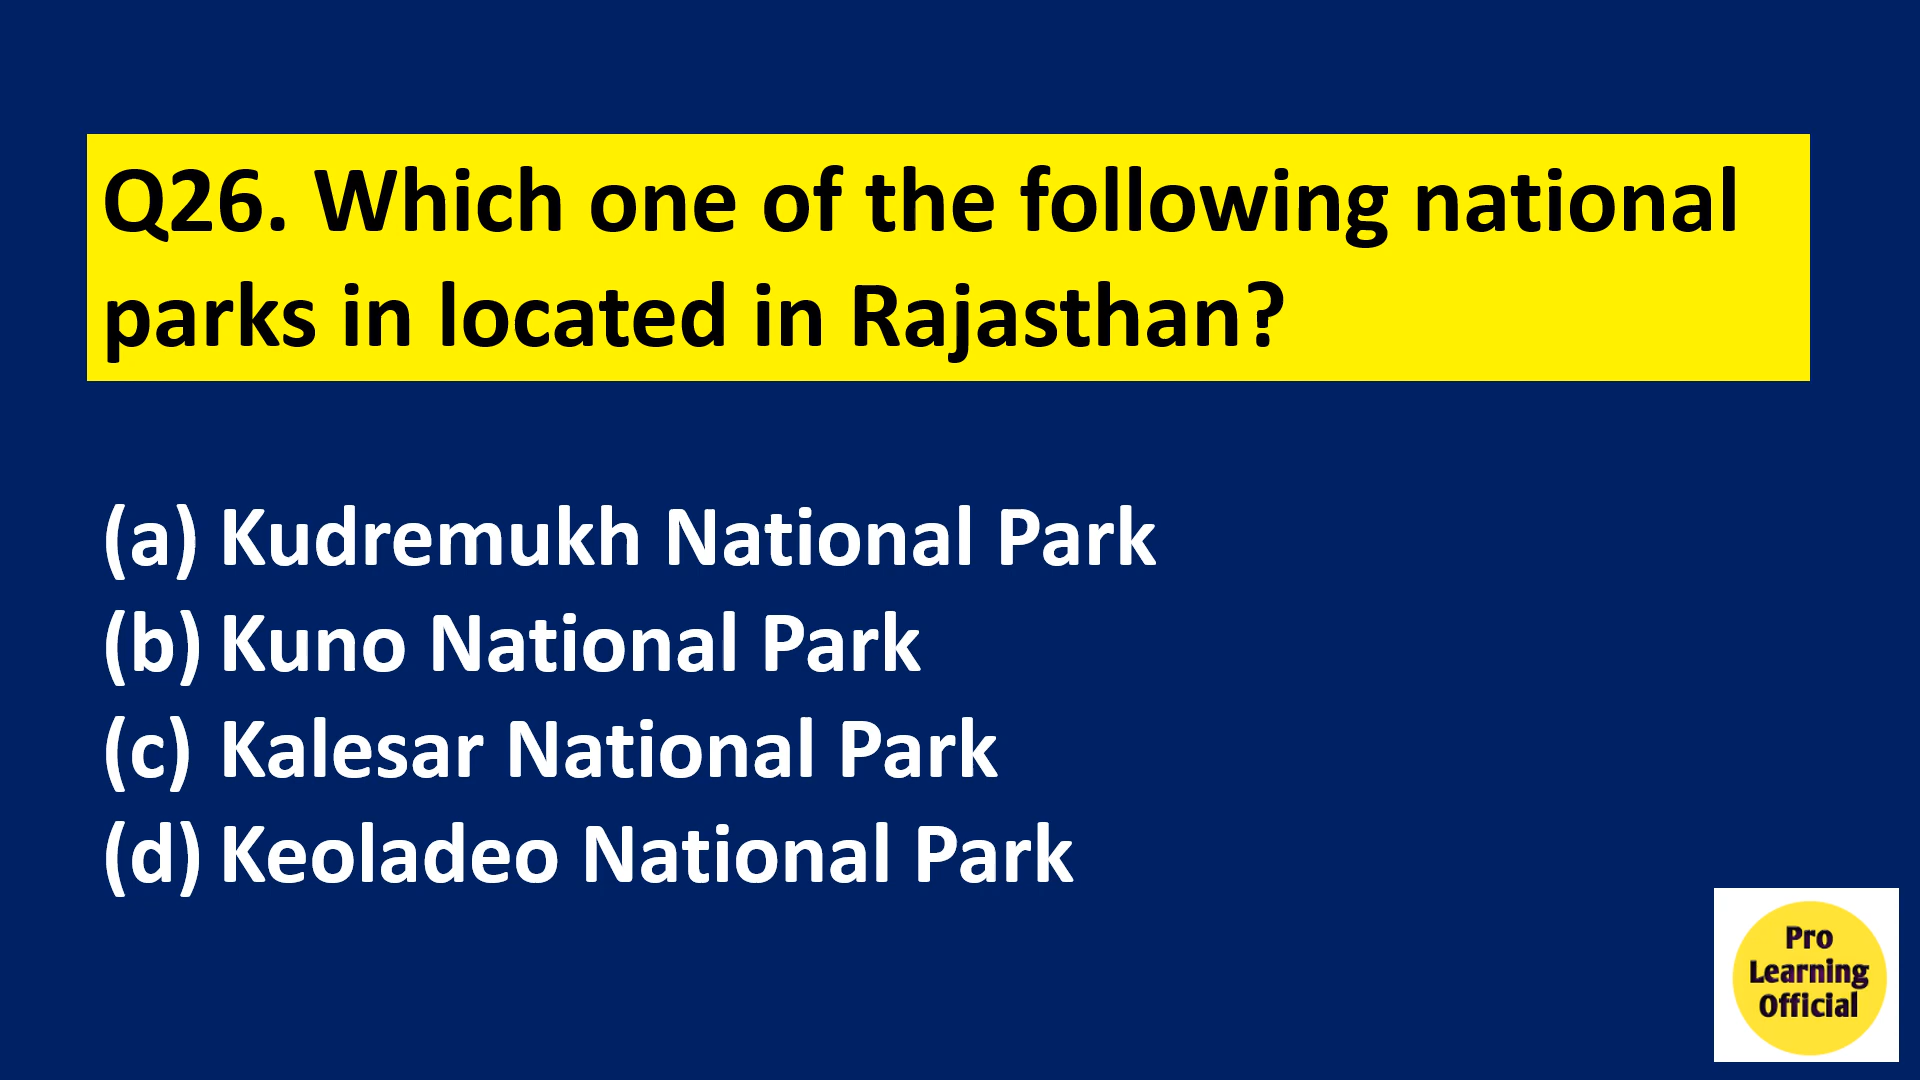 Q26. Which one of the following national
parks in located in Rajasthan?
(a) Kudremukh National Park
(b) Kuno National Park
(c) Kalesar National Park
(d) Keoladeo National Park
Pro
Learning
Official